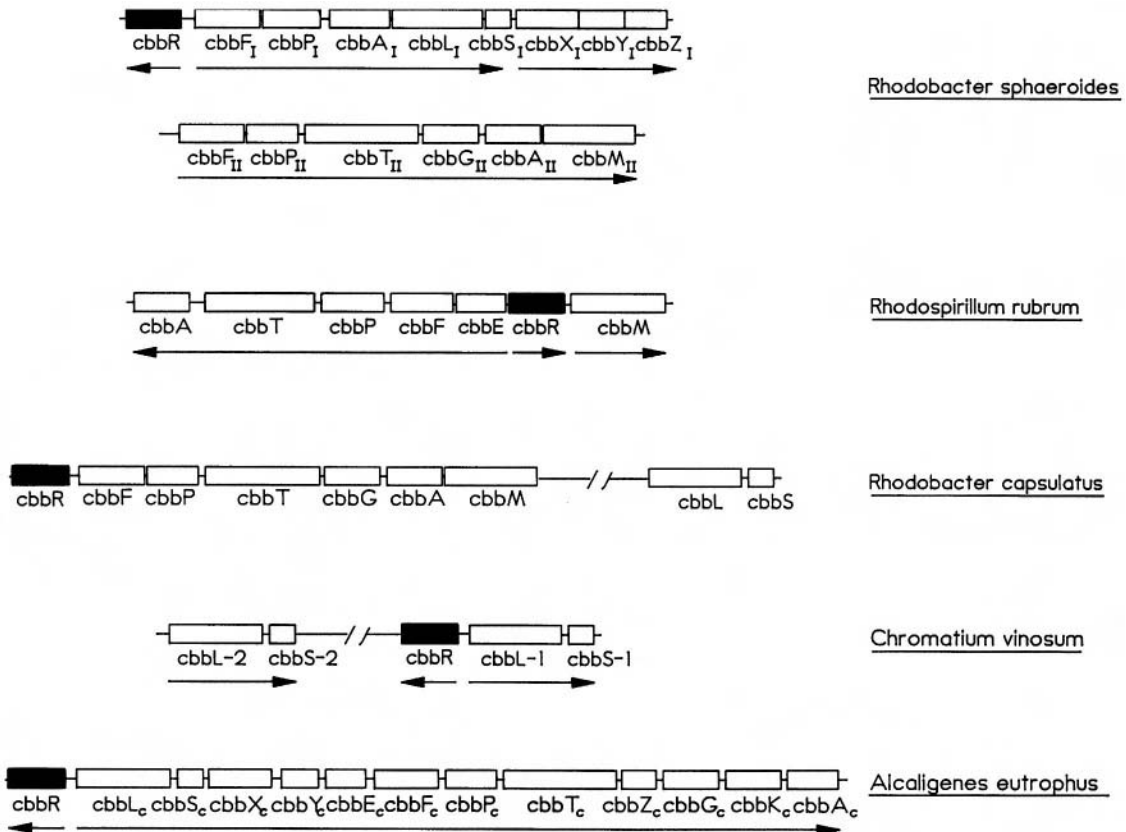 cbbR cbbF_I cbbP_I cbbA_I cbbL_I cbbS_I cbbX_I cbbY_I cbbZ_I
Rhodobacter sphaeroides
cbbF_II cbbP_II cbbT_II cbbG_II cbbA_II cbbM_II
cbbA cbbT cbbP cbbF cbbE cbbR cbbM
Rhodospirillum rubrum
cbbR cbbF cbbP cbbT cbbG cbbA cbbM cbbL cbbS
Rhodobacter capsulatus
cbbL-2 cbbS-2 cbbR cbbL-1 cbbS-1
Chromatium vinosum
cbbR cbbL_c cbbS_c cbbX_c cbbY_c cbbE_c cbbF_c cbbP_c cbbT_c cbbZ_c cbbG_c cbbK_c cbbA_c
Alcaligenes eutrophus